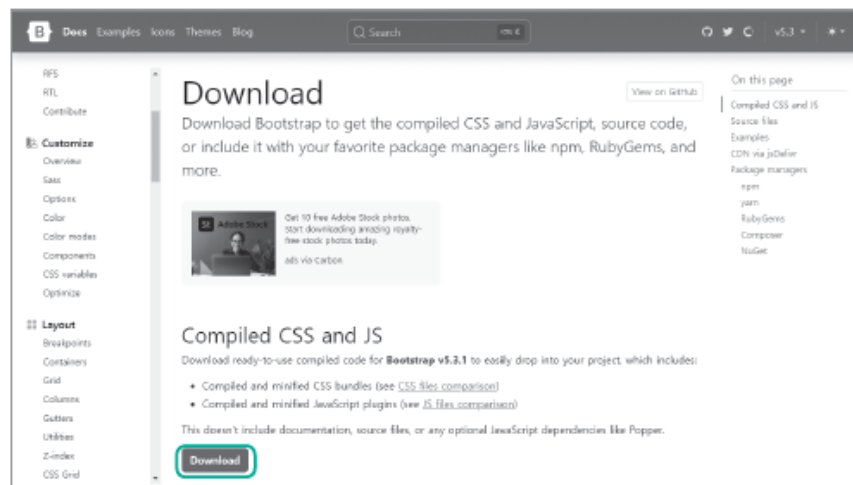 B Docs Examples Icons Themes Blog Search v5.3
RFS
RTL
Contribute
Customize
Overview
Sass
Options
Color
Color modes
Components
CSS variables
Optimize
Layout
Breakpoints
Containers
Grid
Columns
Gutters
Utilities
Z-index
CSS Grid
Download
View on GitHub
Download Bootstrap to get the compiled CSS and JavaScript, source code,
or include it with your favorite package managers like npm, RubyGems, and
more.
St Adobe Stock
Get 10 free Adobe Stock photos.
Start downloading amazing royalty-
free stock photos today.
ads via Carbon
Compiled CSS and JS
Download ready-to-use compiled code for Bootstrap v5.3.1 to easily drop into your project, which includes:
• Compiled and minified CSS bundles (see CSS files comparison)
• Compiled and minified JavaScript plugins (see JS files comparison)
This doesn't include documentation, source files, or any optional JavaScript dependencies like Popper.
Download
On this page
Compiled CSS and JS
Source files
Examples
CDN via jsDelivr
Package managers
npm
yarn
RubyGems
Composer
NuGet